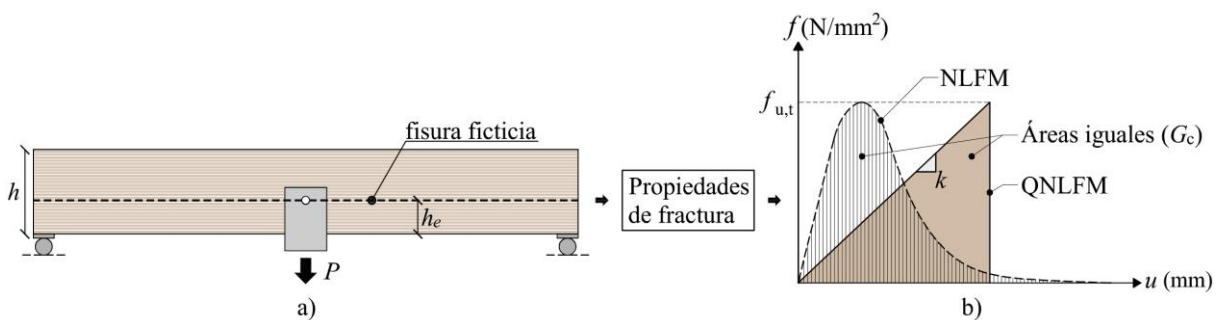 h
fisura ficticia
h_e
P
a)
Propiedades
de fractura
f (N/mm²)
f_u,t
NLFM
Áreas iguales (G_c)
k
QNLFM
u (mm)
b)